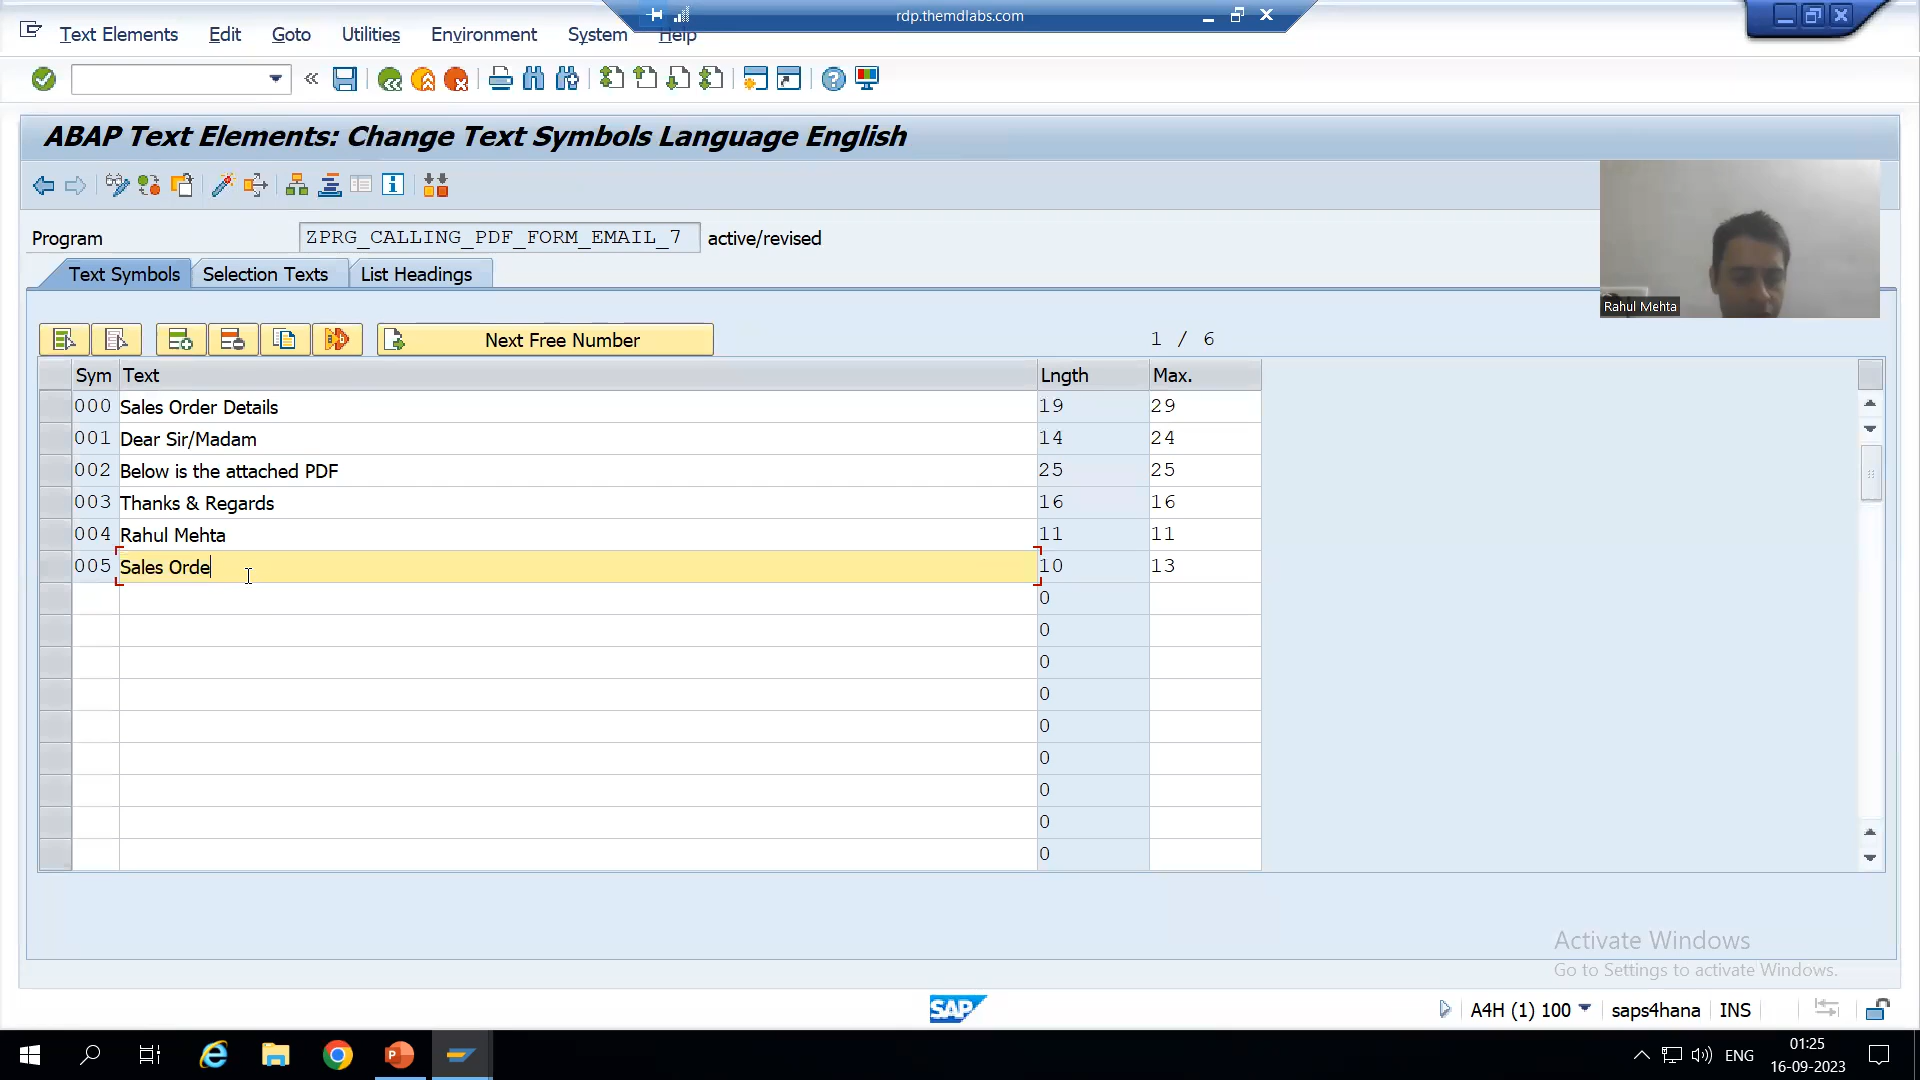 rdp.themdlabs.com
Text Elements Edit Goto Utilities Environment System Help
ABAP Text Elements: Change Text Symbols Language English
Program ZPRG_CALLING_PDF_FORM_EMAIL_7 active/revised
Rahul Mehta
Text Symbols Selection Texts List Headings
Next Free Number 1 / 6
Sym Text Lngth Max.
000 Sales Order Details 19 29
001 Dear Sir/Madam 14 24
002 Below is the attached PDF 25 25
003 Thanks & Regards 16 16
004 Rahul Mehta 11 11
005 Sales Orde 10 13
0
0
0
0
0
0
0
0
0
Activate Windows
Go to Settings to activate Windows.
SAP A4H (1) 100 saps4hana INS
ENG 01:25
16-09-2023